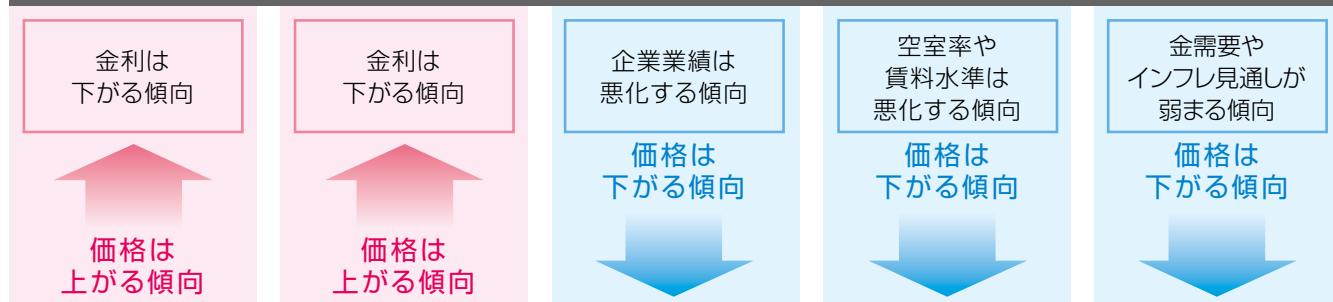 金利は
下がる傾向
価格は
上がる傾向
金利は
下がる傾向
価格は
上がる傾向
企業業績は
悪化する傾向
価格は
下がる傾向
空室率や
賃料水準は
悪化する傾向
価格は
下がる傾向
金需要や
インフレ見通しが
弱まる傾向
価格は
下がる傾向